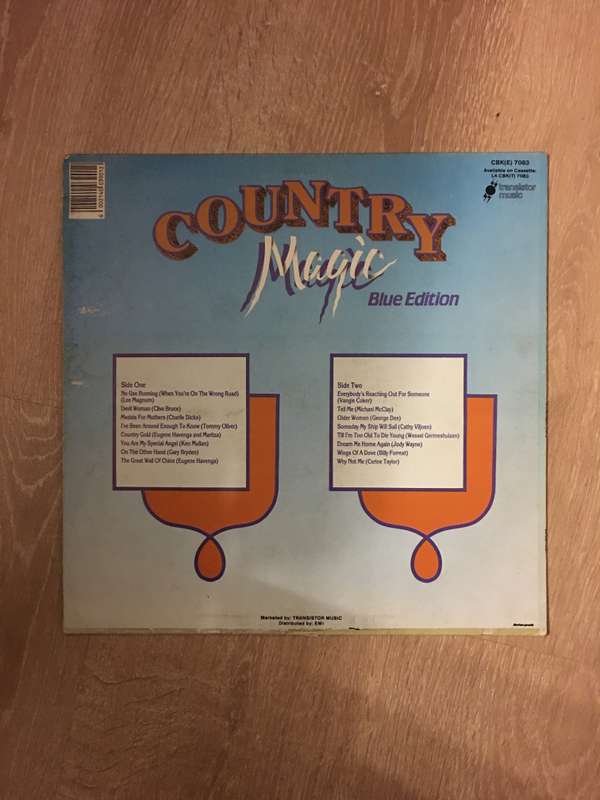 CBK(E) 7083
Available on Cassette:
L4 CBK(T) 7083
transistor
music
COUNTRY
Magic
Blue Edition
Side One
No Use Running (When You're On The Wrong Road)
(Lee Magnum)
Devil Woman (Clive Bruce)
Medals For Mothers (Charlie Dicks)
I've Been Around Enough To Know (Tommy Oliver)
Country Gold (Eugene Havenga and Maritza)
You Are My Special Angel (Ken Mullan)
On The Other Hand (Gary Bryden)
The Great Wall Of China (Eugene Havenga)
Side Two
Everybody's Reaching Out For Someone
(Vangie Coker)
Tell Me (Michael McClay)
Older Women (George Dee)
Someday My Ship Will Sail (Cathy Viljoen)
Till I'm Too Old To Die Young (Wessel Germeshuisen)
Dream Me Home Again (Jody Wayne)
Wings Of A Dove (Billy Forrest)
Why Not Me (Carike Taylor)
Marketed by: TRANSISTOR MUSIC
Distributed by: EMI